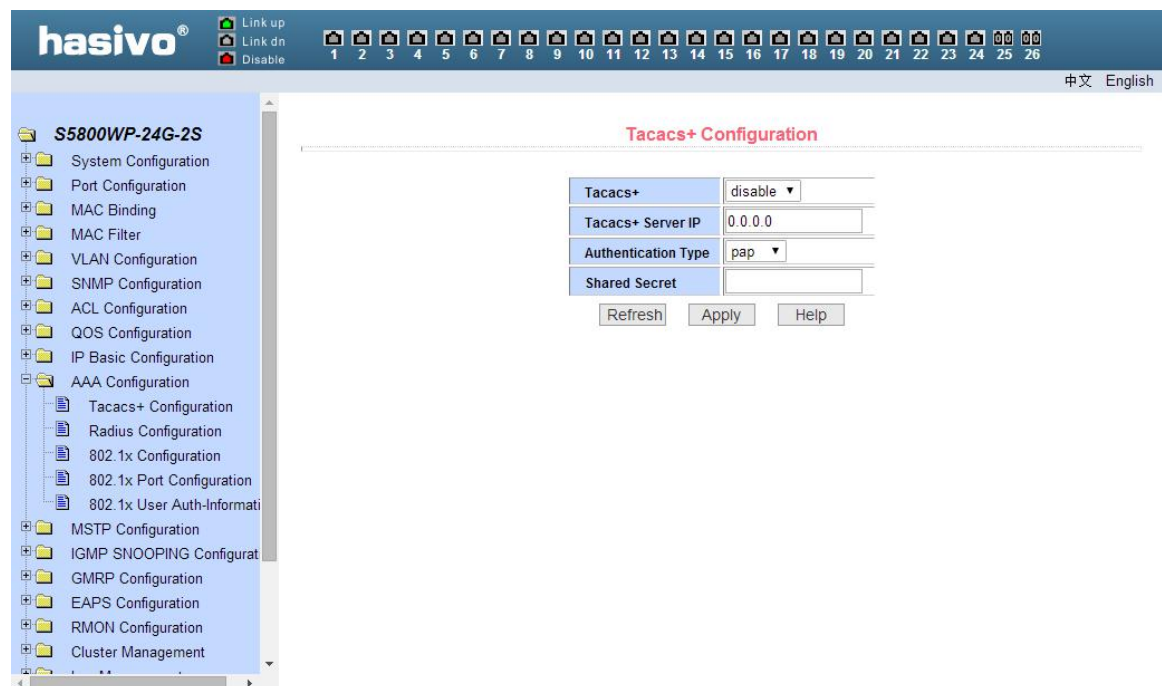 hasivo®
Link up
Link dn
Disable
1 2 3 4 5 6 7 8 9 10 11 12 13 14 15 16 17 18 19 20 21 22 23 24 25 26
中文 English
S5800WP-24G-2S
System Configuration
Port Configuration
MAC Binding
MAC Filter
VLAN Configuration
SNMP Configuration
ACL Configuration
QOS Configuration
IP Basic Configuration
AAA Configuration
Tacacs+ Configuration
Radius Configuration
802.1x Configuration
802.1x Port Configuration
802.1x User Auth-Informati
MSTP Configuration
IGMP SNOOPING Configurat
GMRP Configuration
EAPS Configuration
RMON Configuration
Cluster Management
Tacacs+ Configuration
Tacacs+ disable
Tacacs+ Server IP 0.0.0.0
Authentication Type pap
Shared Secret
Refresh Apply Help